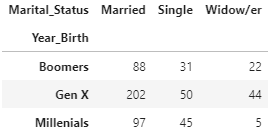 Marital_Status Married Single Widow/er
Year_Birth
Boomers 88 31 22
Gen X 202 50 44
Millenials 97 45 5